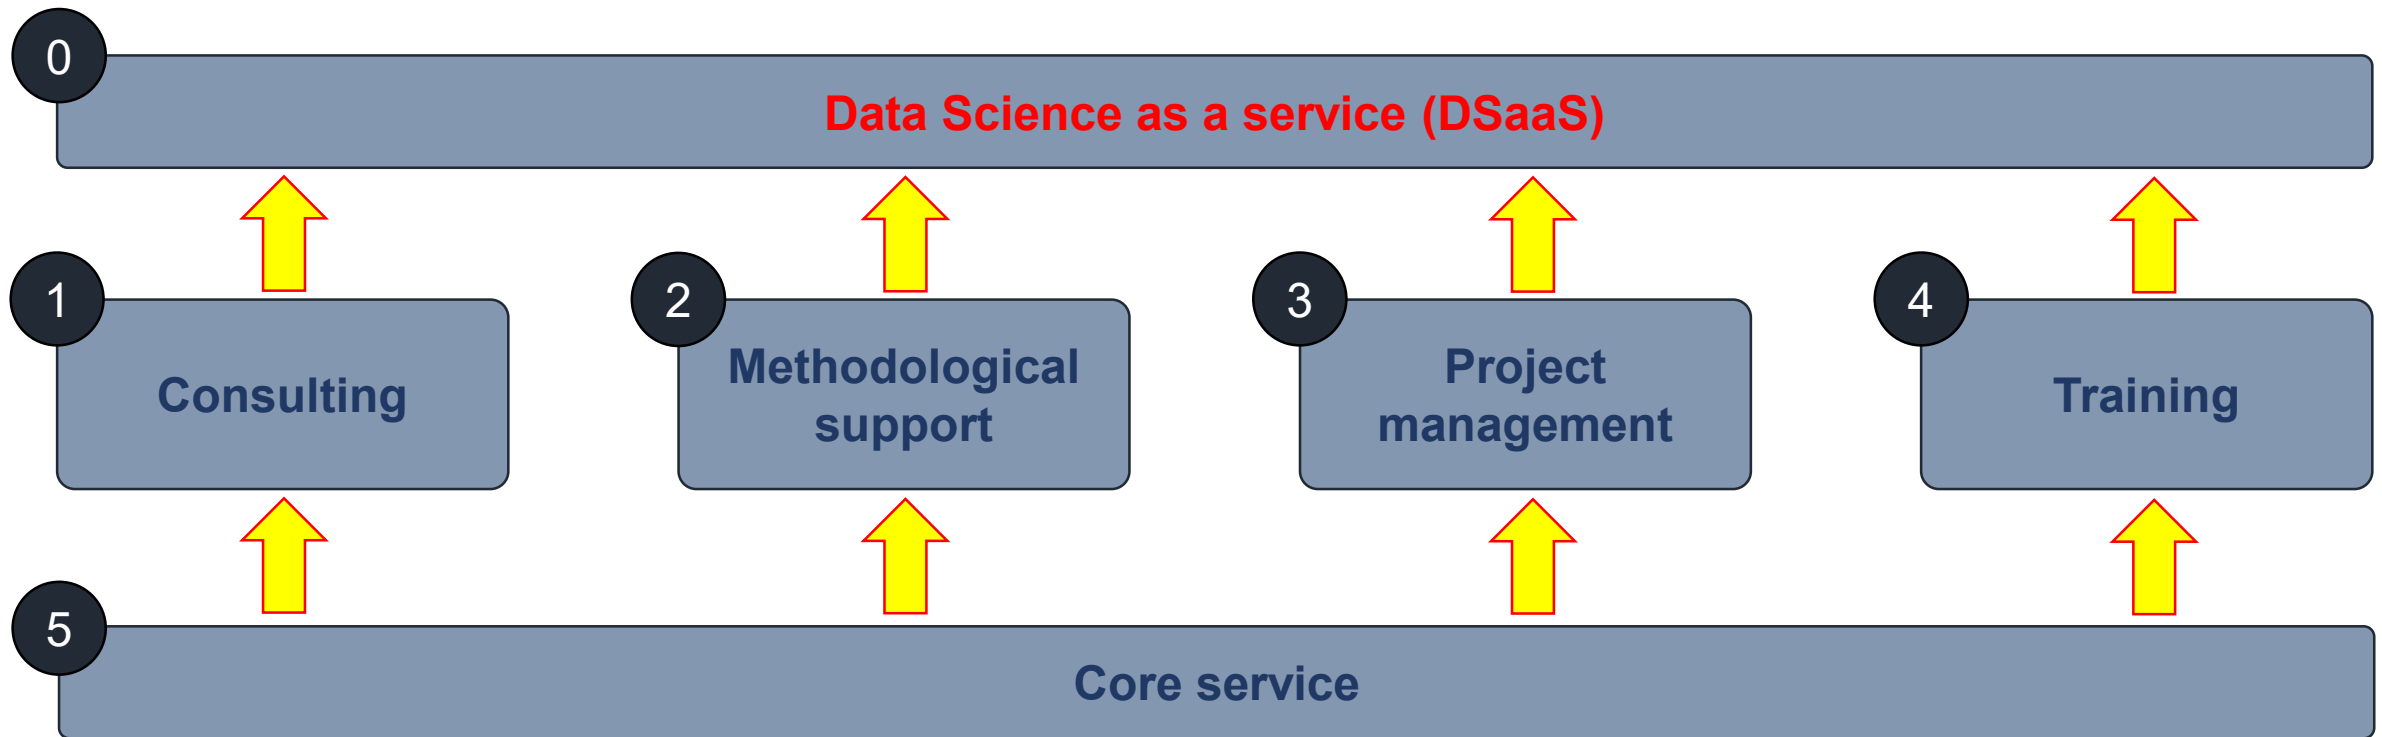 0
Data Science as a service (DSaaS)
1
Consulting
2
Methodological
support
3
Project
management
4
Training
5
Core service